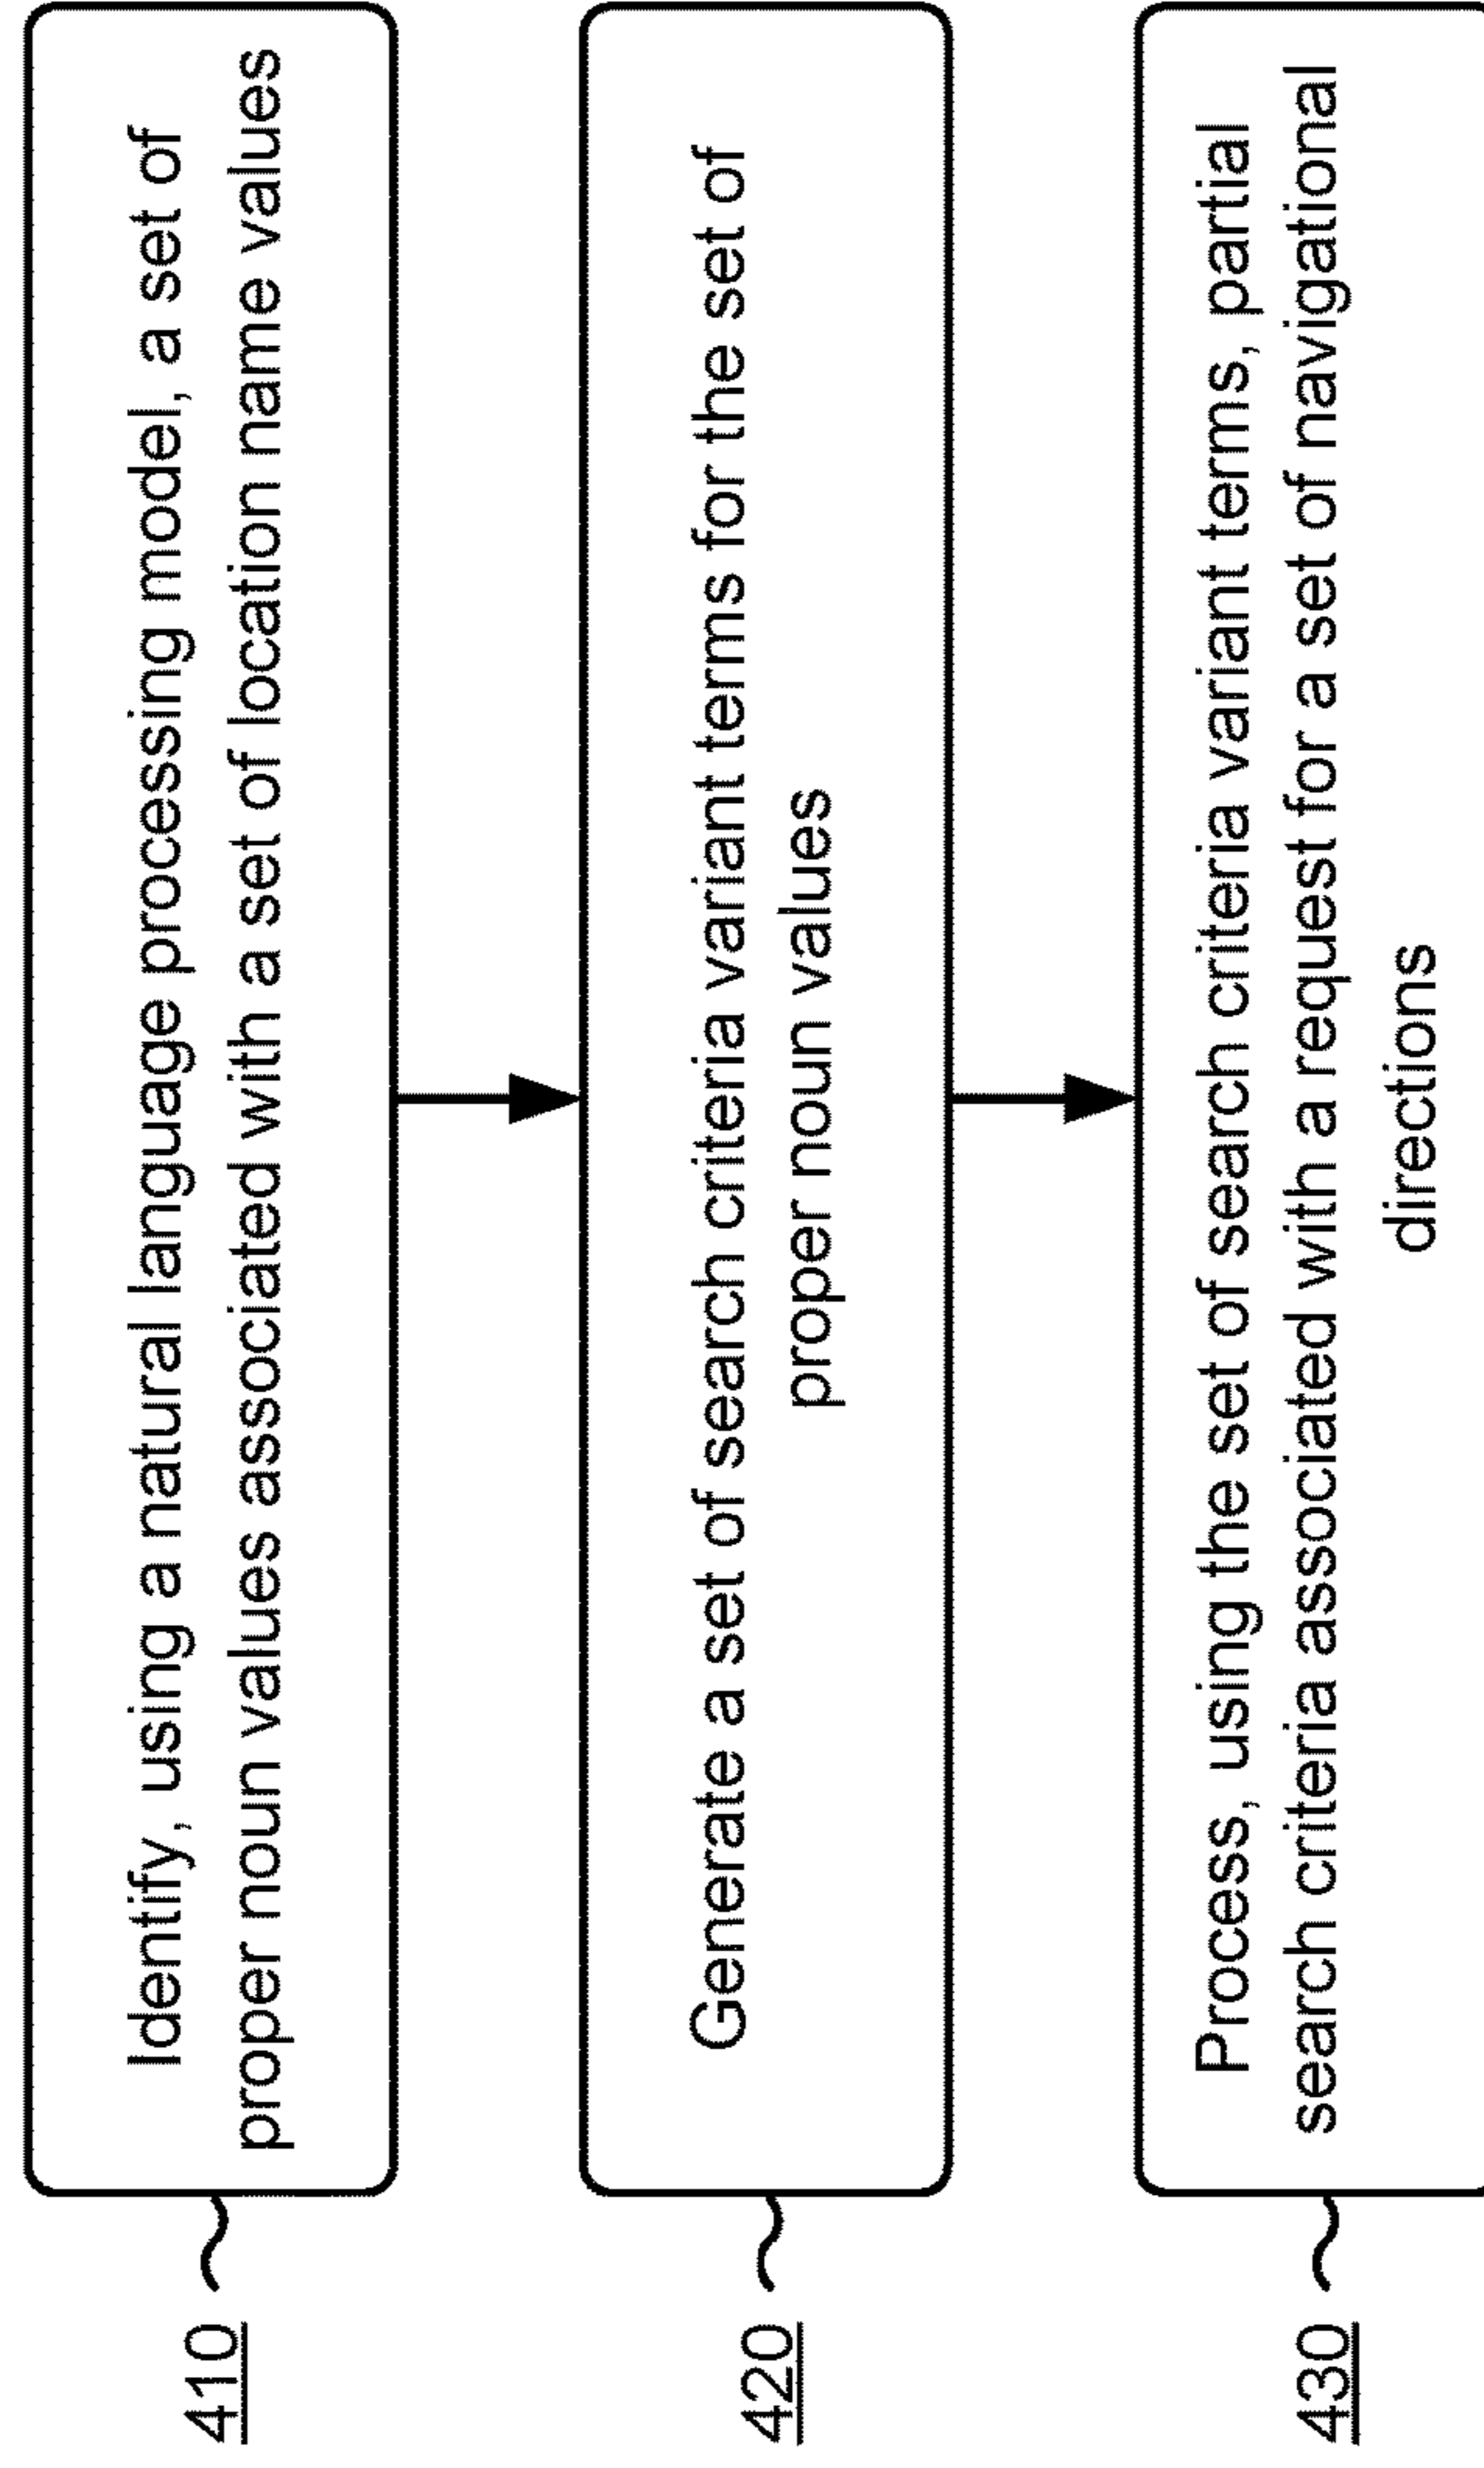 410
Identify, using a natural language processing model, a set of
proper noun values associated with a set of location name values
420
Generate a set of search criteria variant terms for the set of
proper noun values
430
Process, using the set of search criteria variant terms, partial
search criteria associated with a request for a set of navigational
directions